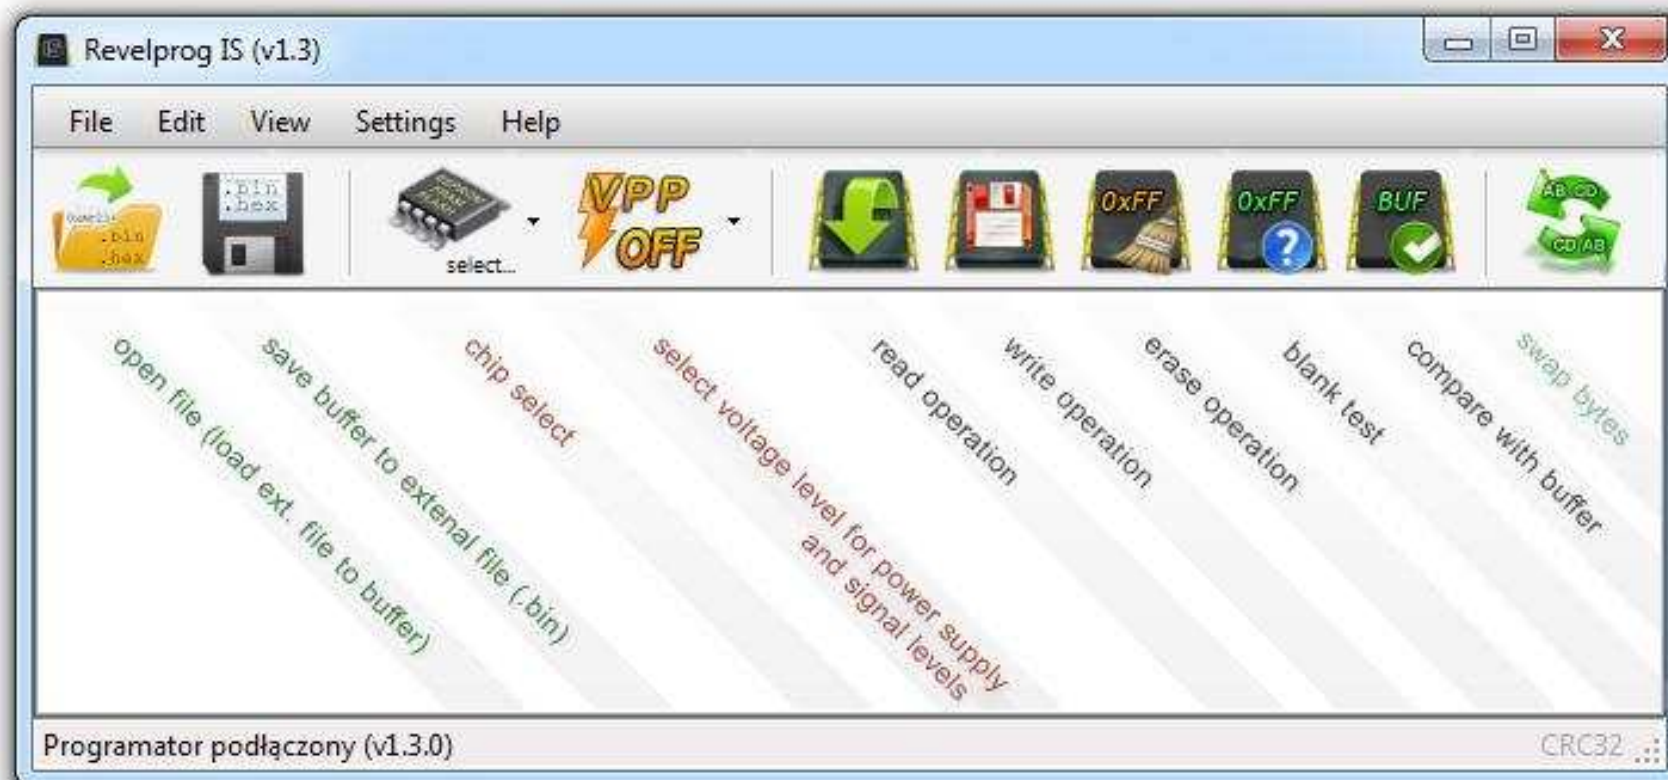 Revelprog IS (v1.3)
File Edit View Settings Help
.bin
.hex
.bin
.hex
select...
VPP
OFF
0xFF
0xFF
BUF
AB CD
CD AB
open file (load ext. file to buffer)
save buffer to extenal file (.bin)
chip select
select voltage level for power supply
and signal levels
read operation
write operation
erase operation
blank test
compare with buffer
swap bytes
Programator podłączony (v1.3.0)
CRC32